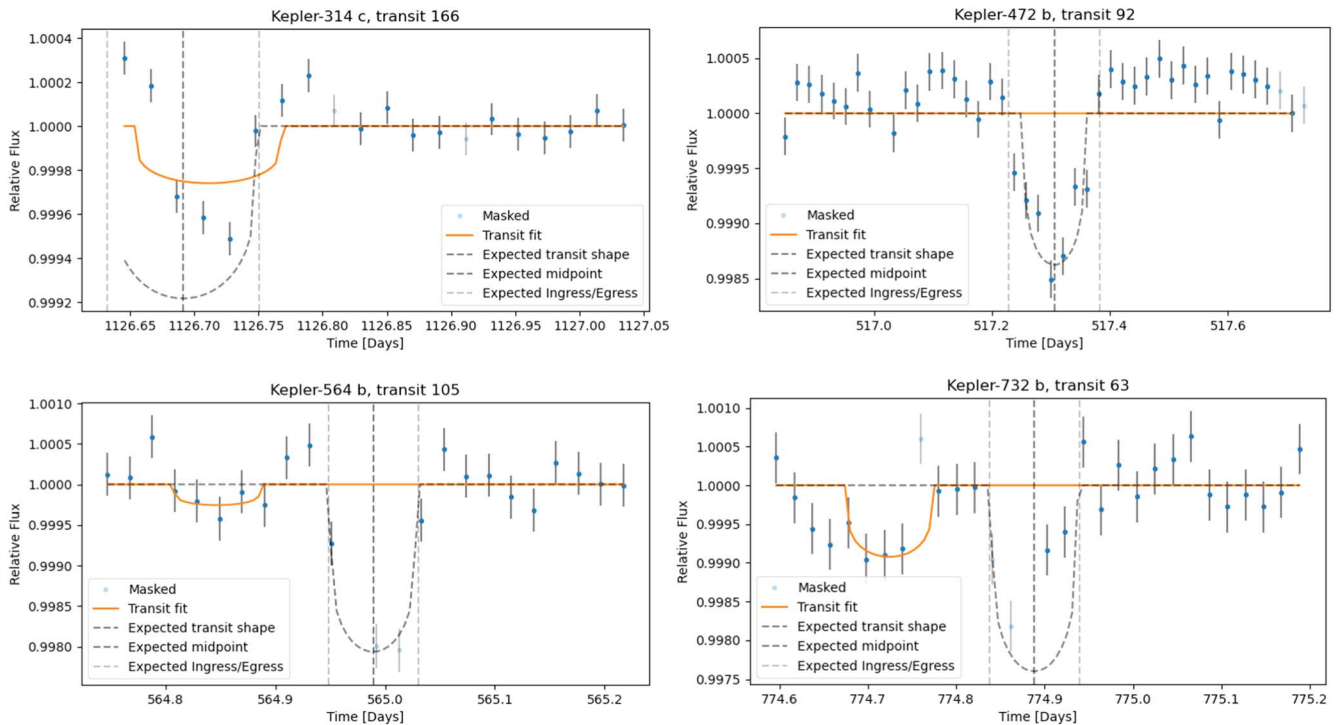 Kepler-314 c, transit 166
1.0004
1.0002
1.0000
0.9998
0.9996
0.9994
0.9992
Relative Flux
Masked
Transit fit
Expected transit shape
Expected midpoint
Expected Ingress/Egress
1126.65 1126.70 1126.75 1126.80 1126.85 1126.90 1126.95 1127.00 1127.05
Time [Days]
Kepler-472 b, transit 92
1.0005
1.0000
0.9995
0.9990
0.9985
Relative Flux
Masked
Transit fit
Expected transit shape
Expected midpoint
Expected Ingress/Egress
517.0 517.2 517.4 517.6
Time [Days]
Kepler-564 b, transit 105
1.0010
1.0005
1.0000
0.9995
0.9990
0.9985
0.9980
Relative Flux
Masked
Transit fit
Expected transit shape
Expected midpoint
Expected Ingress/Egress
564.8 564.9 565.0 565.1 565.2
Time [Days]
Kepler-732 b, transit 63
1.0010
1.0005
1.0000
0.9995
0.9990
0.9985
0.9980
0.9975
Relative Flux
Masked
Transit fit
Expected transit shape
Expected midpoint
Expected Ingress/Egress
774.6 774.7 774.8 774.9 775.0 775.1 775.2
Time [Days]